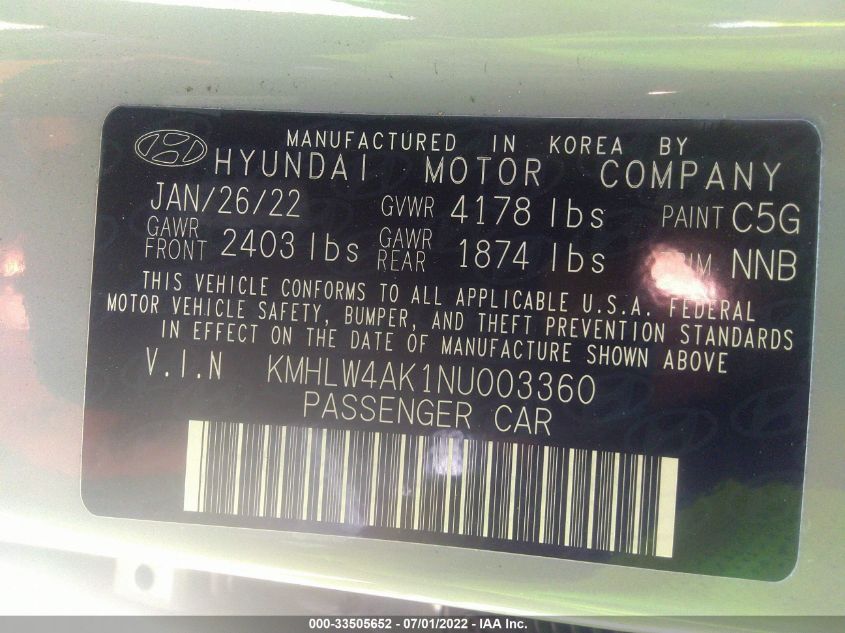 MANUFACTURED IN KOREA BY
HYUNDAI MOTOR COMPANY
JAN/26/22 GVWR 4178 lbs PAINT C5G
GAWR FRONT 2403 lbs GAWR REAR 1874 lbs NNB
THIS VEHICLE CONFORMS TO ALL APPLICABLE U.S.A. FEDERAL
MOTOR VEHICLE SAFETY, BUMPER, AND THEFT PREVENTION STANDARDS
IN EFFECT ON THE DATE OF MANUFACTURE SHOWN ABOVE
V.I.N KMHLW4AK1NU003360
PASSENGER CAR
000-33505652 - 07/01/2022 - IAA Inc.